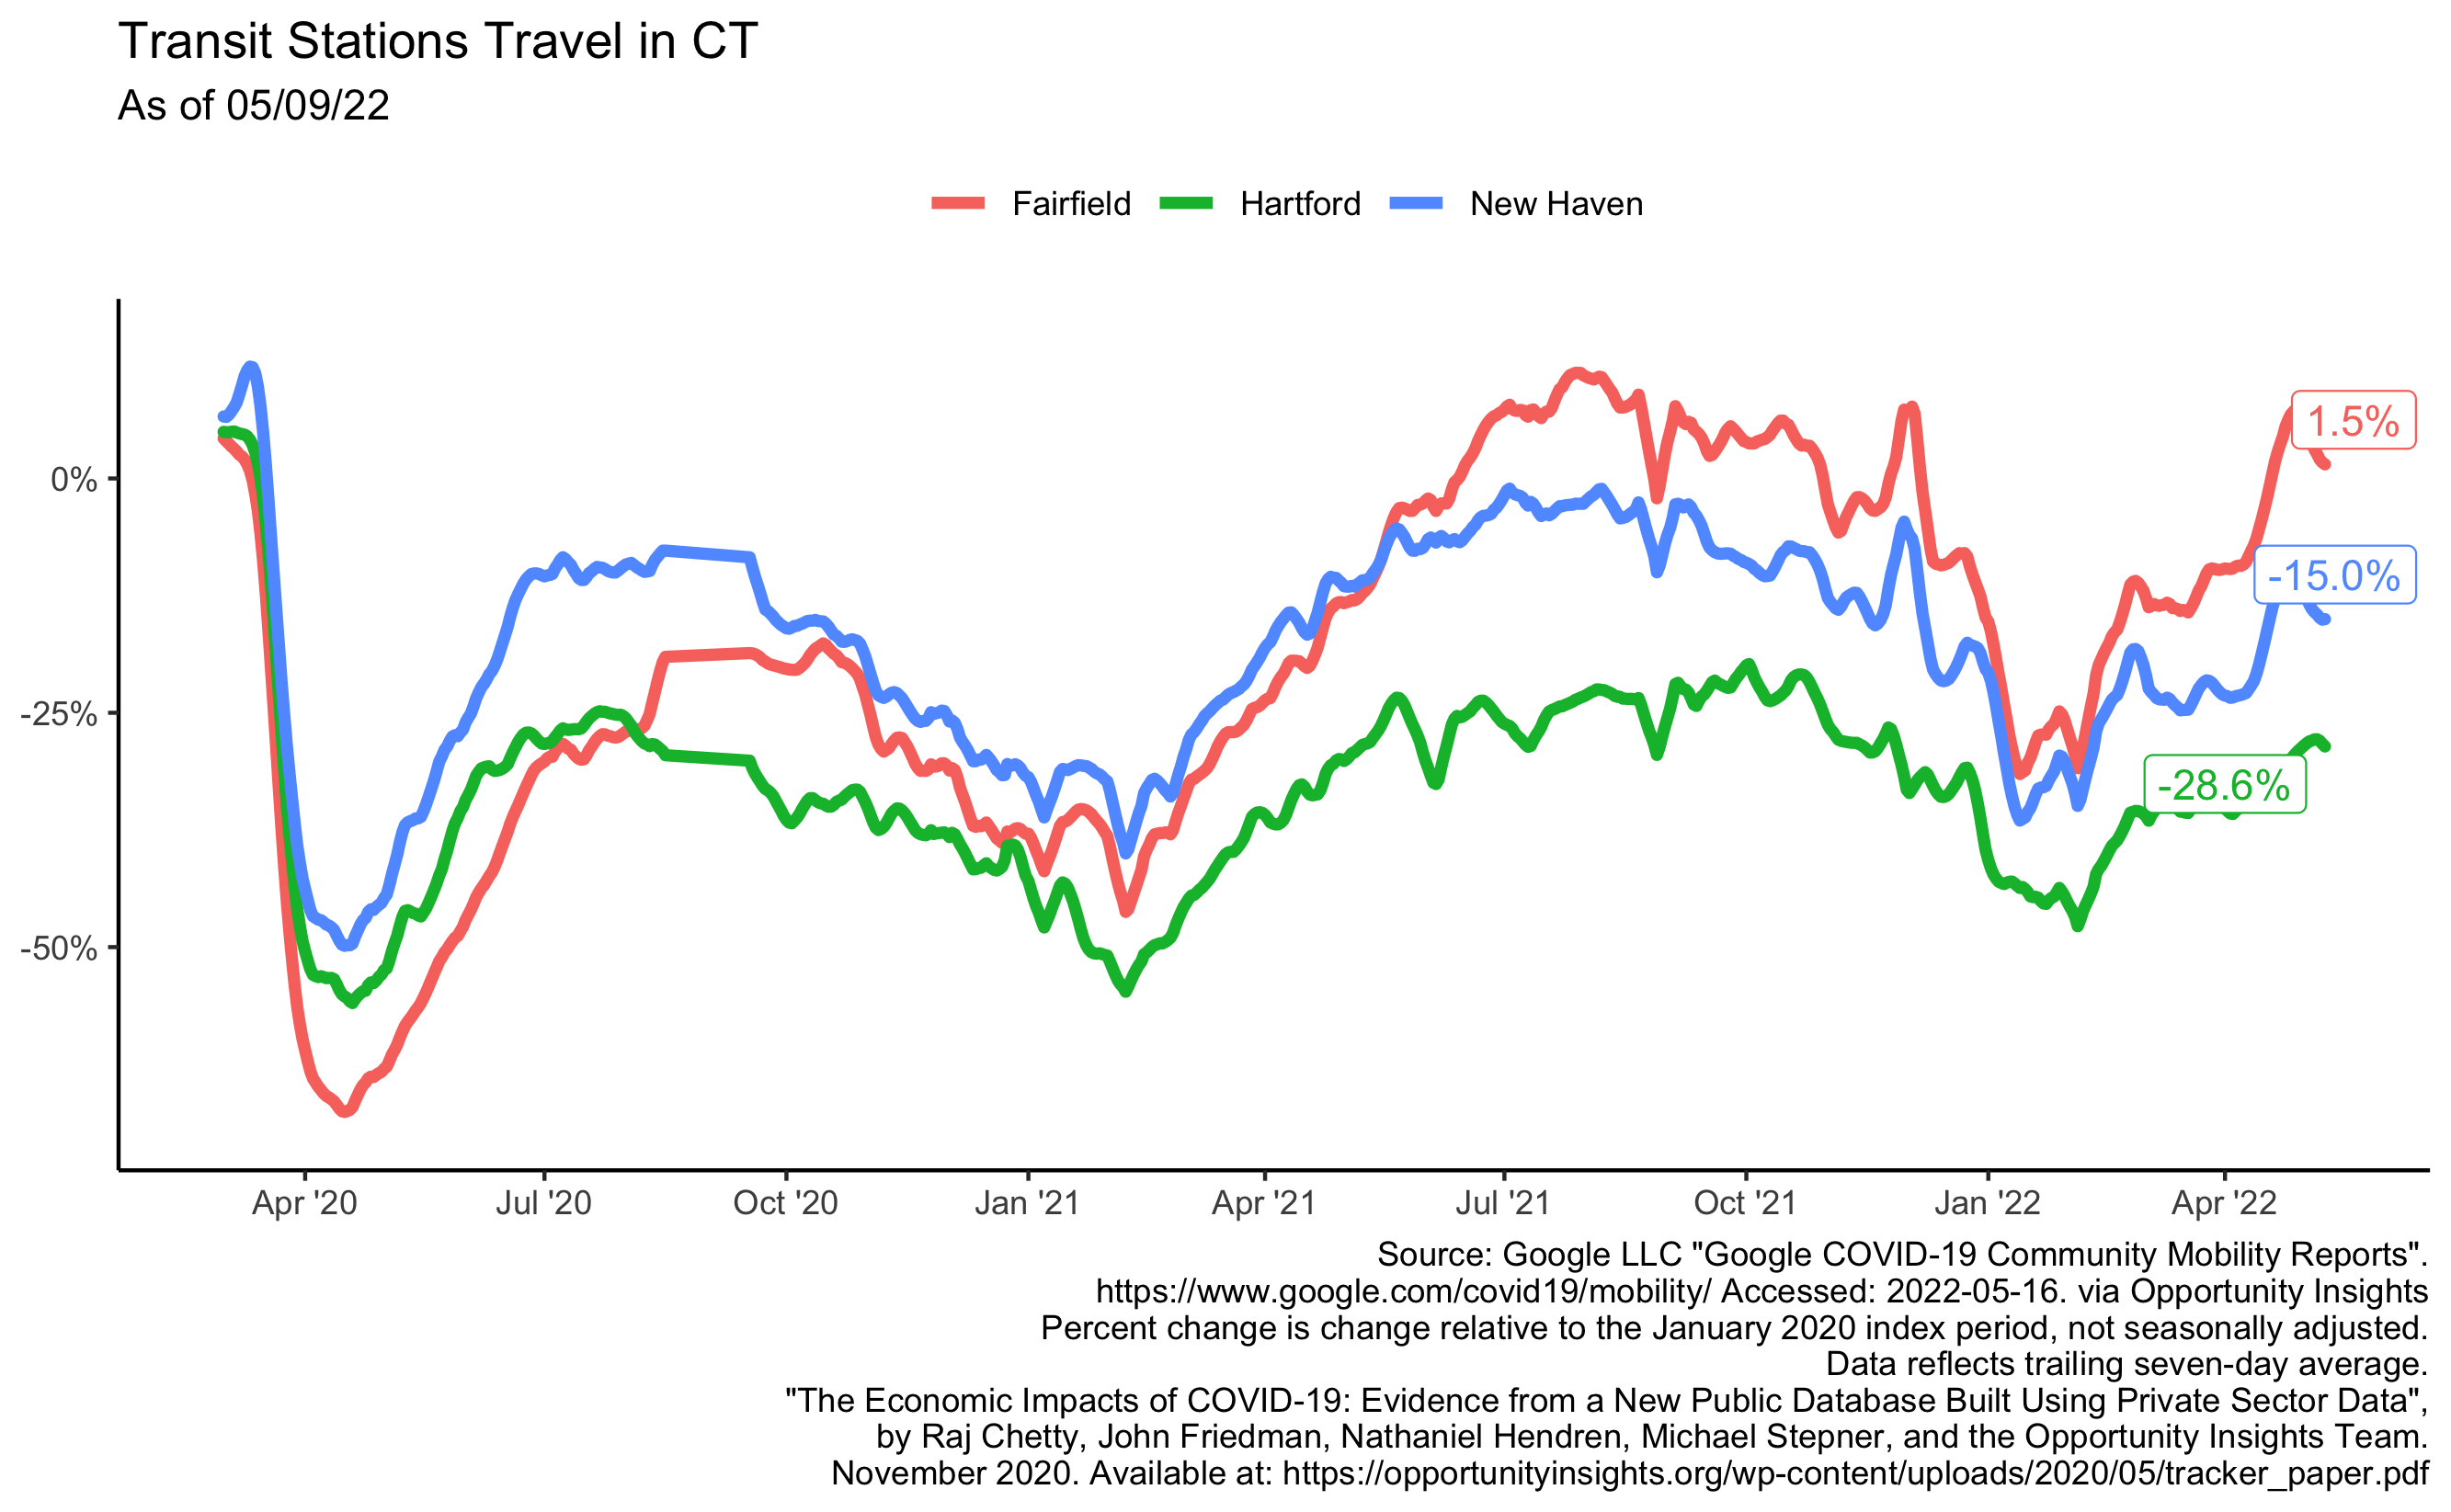 Transit Stations Travel in CT
As of 05/09/22
Fairfield Hartford New Haven
0%
-25%
-50%
1.5%
-15.0%
-28.6%
Apr '20 Jul '20 Oct '20 Jan '21 Apr '21 Jul '21 Oct '21 Jan '22 Apr '22
Source: Google LLC "Google COVID-19 Community Mobility Reports".
https://www.google.com/covid19/mobility/ Accessed: 2022-05-16. via Opportunity Insights
Percent change is change relative to the January 2020 index period, not seasonally adjusted.
Data reflects trailing seven-day average.
"The Economic Impacts of COVID-19: Evidence from a New Public Database Built Using Private Sector Data",
by Raj Chetty, John Friedman, Nathaniel Hendren, Michael Stepner, and the Opportunity Insights Team.
November 2020. Available at: https://opportunityinsights.org/wp-content/uploads/2020/05/tracker_paper.pdf